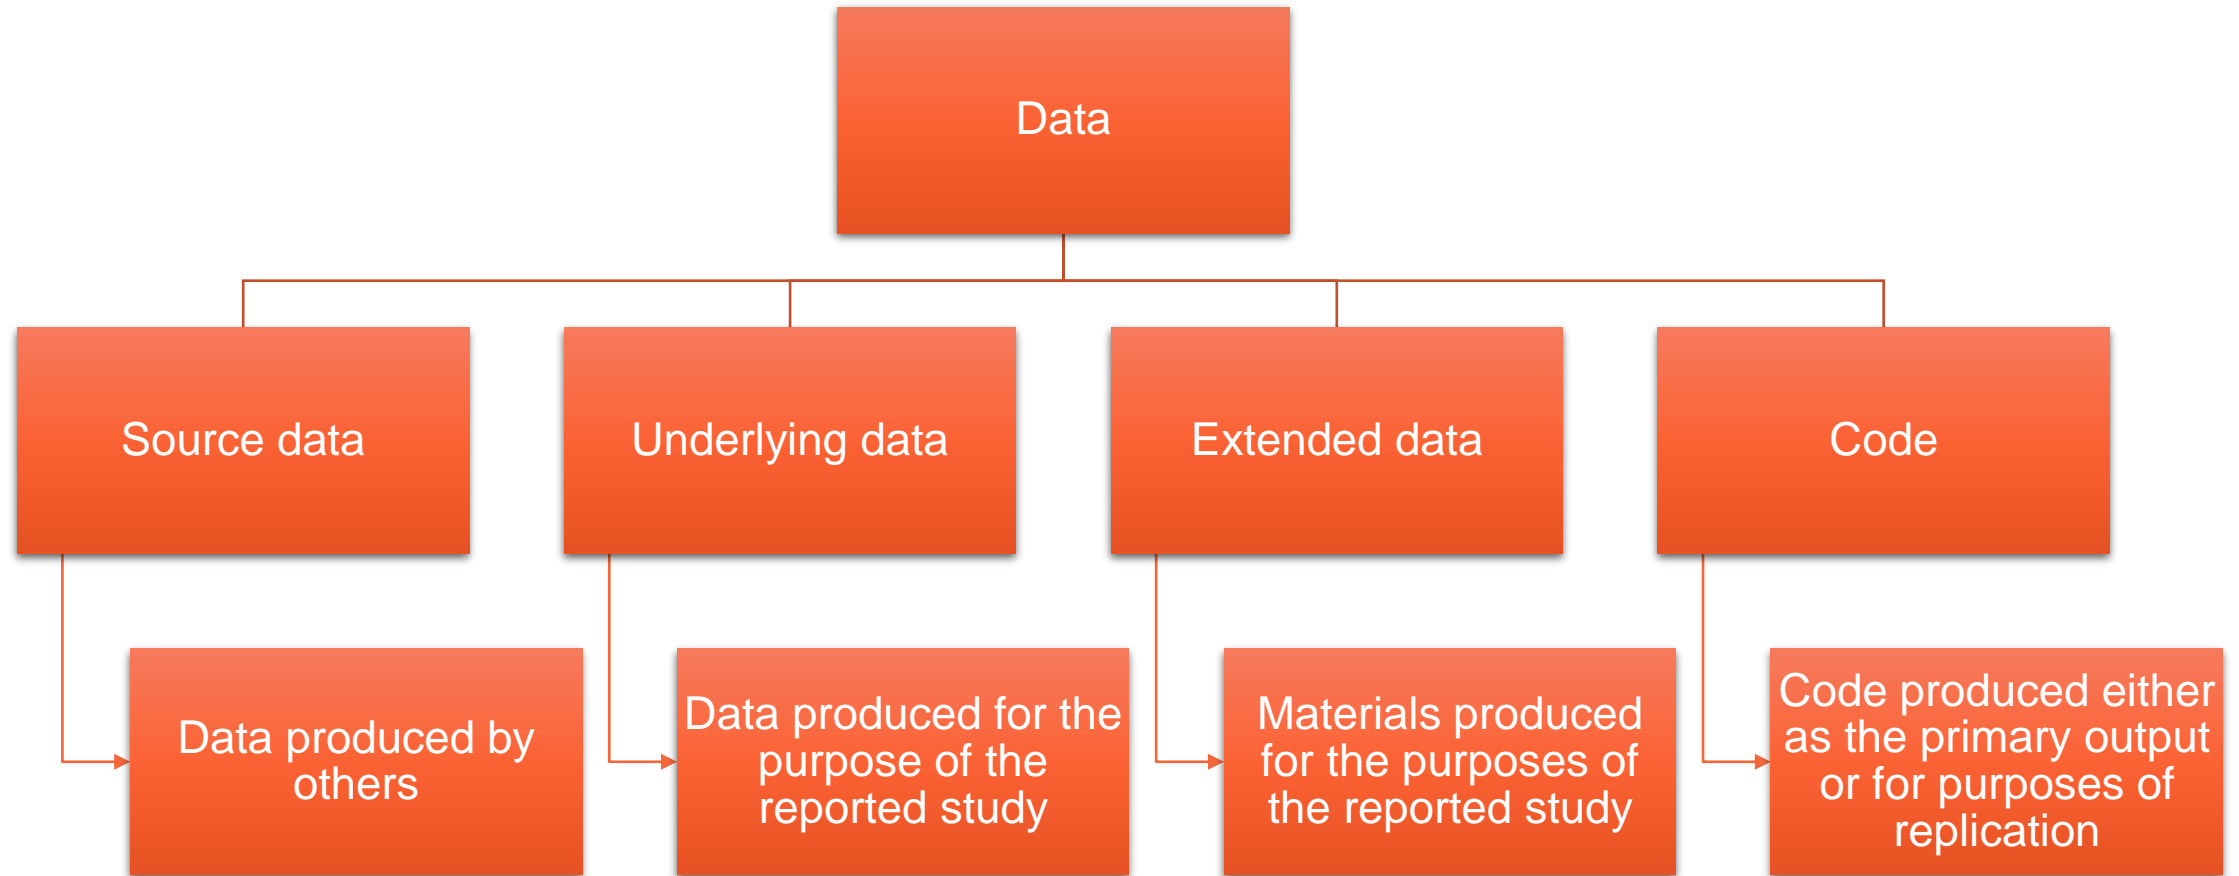 Data
Source data
Underlying data
Extended data
Code
Data produced by
others
Data produced for the
purpose of the
reported study
Materials produced
for the purposes of
the reported study
Code produced either
as the primary output
or for purposes of
replication